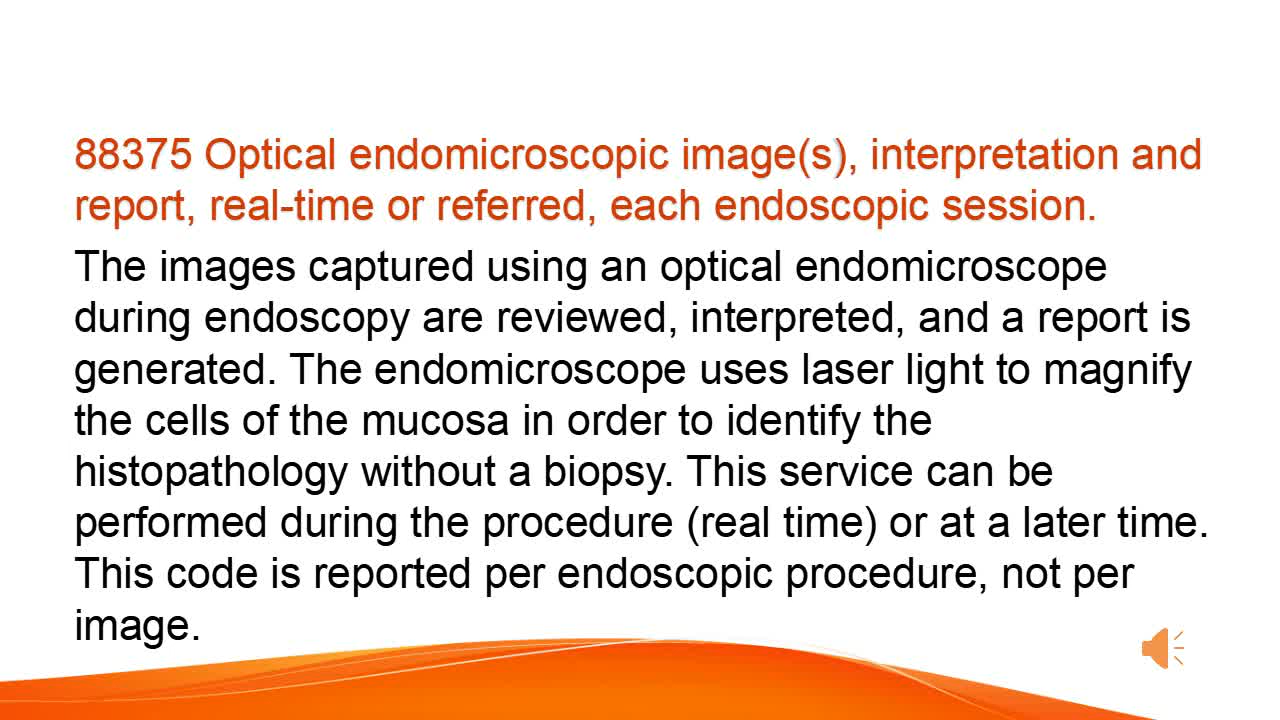 88375 Optical endomicroscopic image(s), interpretation and
report, real-time or referred, each endoscopic session.
The images captured using an optical endomicroscope
during endoscopy are reviewed, interpreted, and a report is
generated. The endomicroscope uses laser light to magnify
the cells of the mucosa in order to identify the
histopathology without a biopsy. This service can be
performed during the procedure (real time) or at a later time.
This code is reported per endoscopic procedure, not per
image.